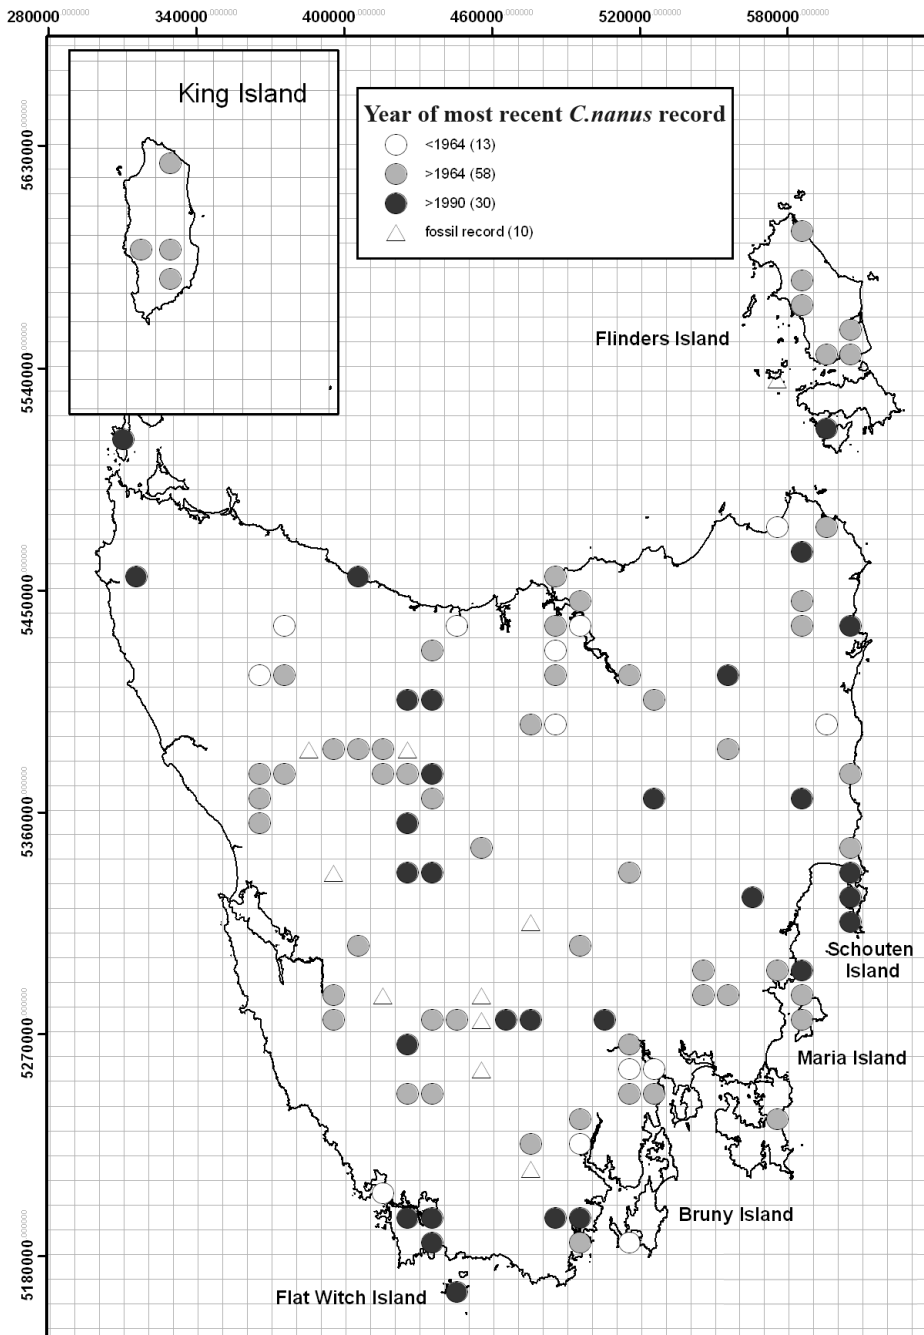 280000 000000 340000 000000 400000 000000 460000 000000 520000 000000 580000 000000
King Island
Year of most recent C.nanus record
<1964 (13)
>1964 (58)
>1990 (30)
fossil record (10)
5630000 000000
Flinders Island
5540000 000000
5450000 000000
5360000 000000
Schouten
Island
5270000 000000
Maria Island
Bruny Island
5180000 000000
Flat Witch Island